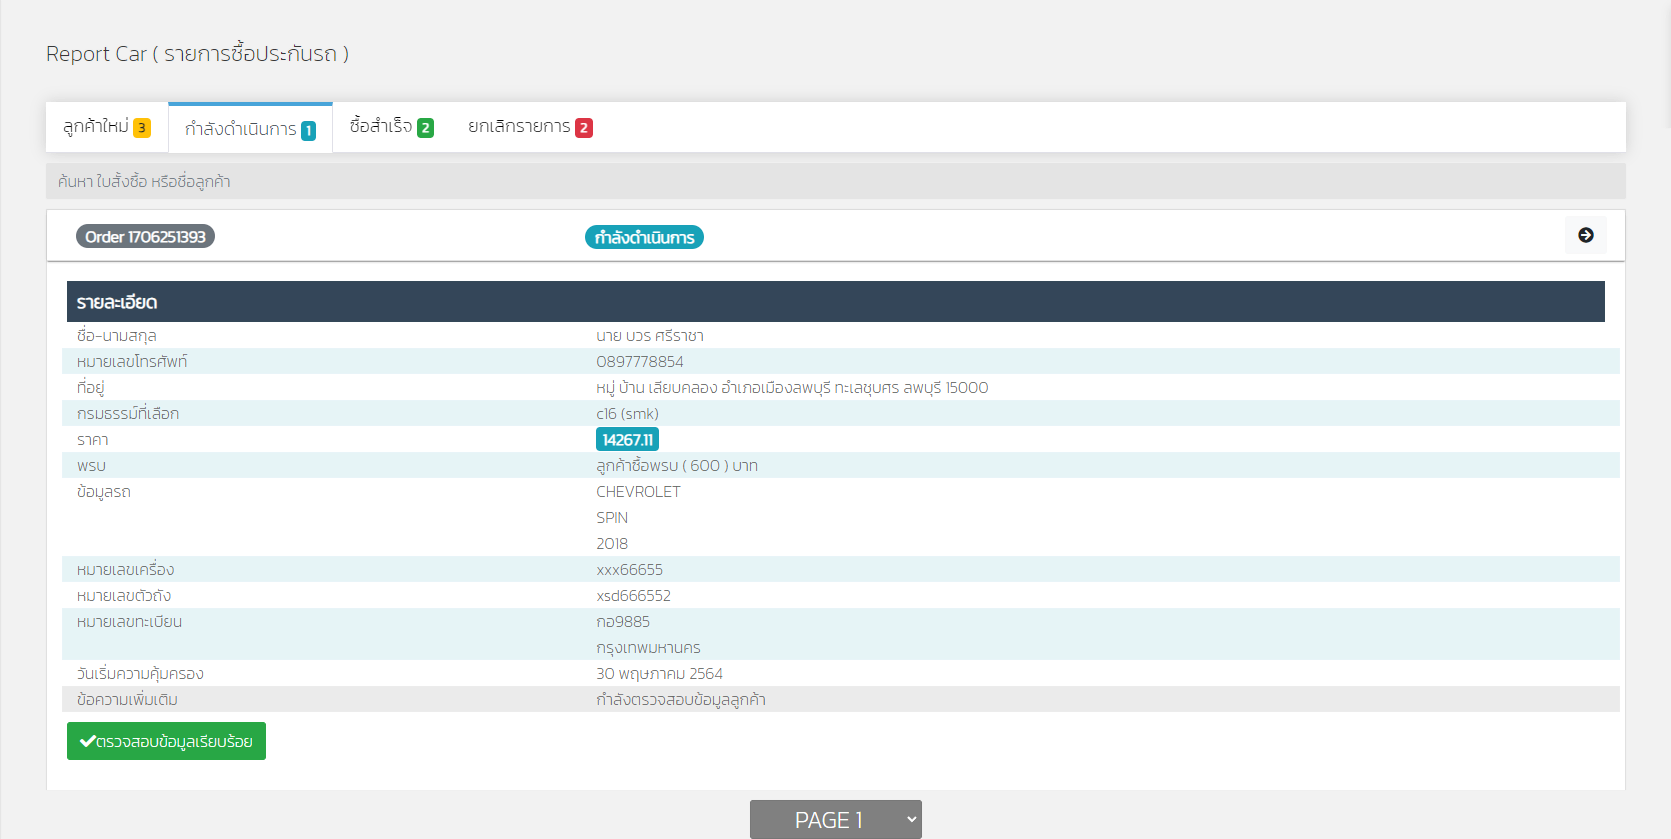 Report Car ( รายการซื้อประกันรถ )
ลูกค้าใหม่ 3 กำลังดำเนินการ 1 ซื้อสำเร็จ 2 ยกเลิกรายการ 2
ค้นหา ใบสั่งซื้อ หรือชื่อลูกค้า
Order 1706251393 กำลังดำเนินการ
รายละเอียด
ชื่อ-นามสกุล นาย บวร ศรีราชา
หมายเลขโทรศัพท์ 0897778854
ที่อยู่ หมู่ บ้าน เลียบคลอง อำเภอเมืองลพบุรี ทะเลชุบศร ลพบุรี 15000
กรมธรรม์ที่เลือก c16 (smk)
ราคา 14267.11
พรบ ลูกค้าซื้อพรบ ( 600 ) บาท
ข้อมูลรถ CHEVROLET
SPIN
2018
หมายเลขเครื่อง xxx66655
หมายเลขตัวถัง xsd666552
หมายเลขทะเบียน กอ9885
กรุงเทพมหานคร
วันเริ่มความคุ้มครอง 30 พฤษภาคม 2564
ข้อความเพิ่มเติม กำลังตรวจสอบข้อมูลลูกค้า
ตรวจสอบข้อมูลเรียบร้อย
PAGE 1